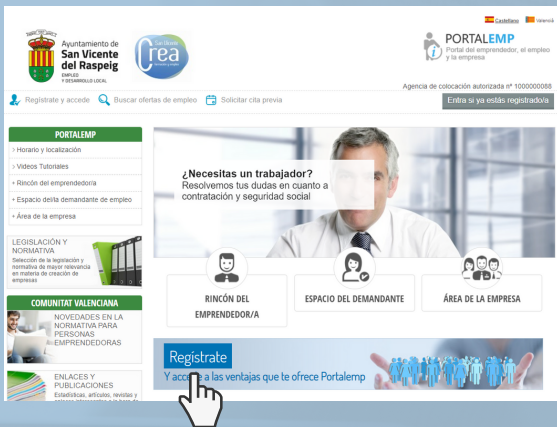 Castellano Valencià
Ayuntamiento de
San Vicente
del Raspeig
EMPLEO
Y DESARROLLO LOCAL
San Vicente
Crea
PORTALEMP
Portal del emprendedor, el empleo
y la empresa
Agencia de colocación autorizada nº 1000000088
Regístrate y accede Buscar ofertas de empleo Solicitar cita previa
Entra si ya estás registrado/a
PORTALEMP
Horario y localización
Videos Tutoriales
Rincón del emprendedor/a
Espacio del/la demandante de empleo
Área de la empresa
LEGISLACIÓN Y
NORMATIVA
Selección de la legislación y
normativa de mayor relevancia
en materia de creación de
empresas
COMUNITAT VALENCIANA
NOVEDADES EN LA
NORMATIVA PARA
PERSONAS
EMPRENDEDORAS
ENLACES Y
PUBLICACIONES
Estadísticas, artículos, revistas y
¿Necesitas un trabajador?
Resolvemos tus dudas en cuanto a
contratación y seguridad social
RINCÓN DEL
EMPRENDEDOR/A
ESPACIO DEL DEMANDANTE
ÁREA DE LA EMPRESA
Regístrate
Y accede a las ventajas que te ofrece Portalemp